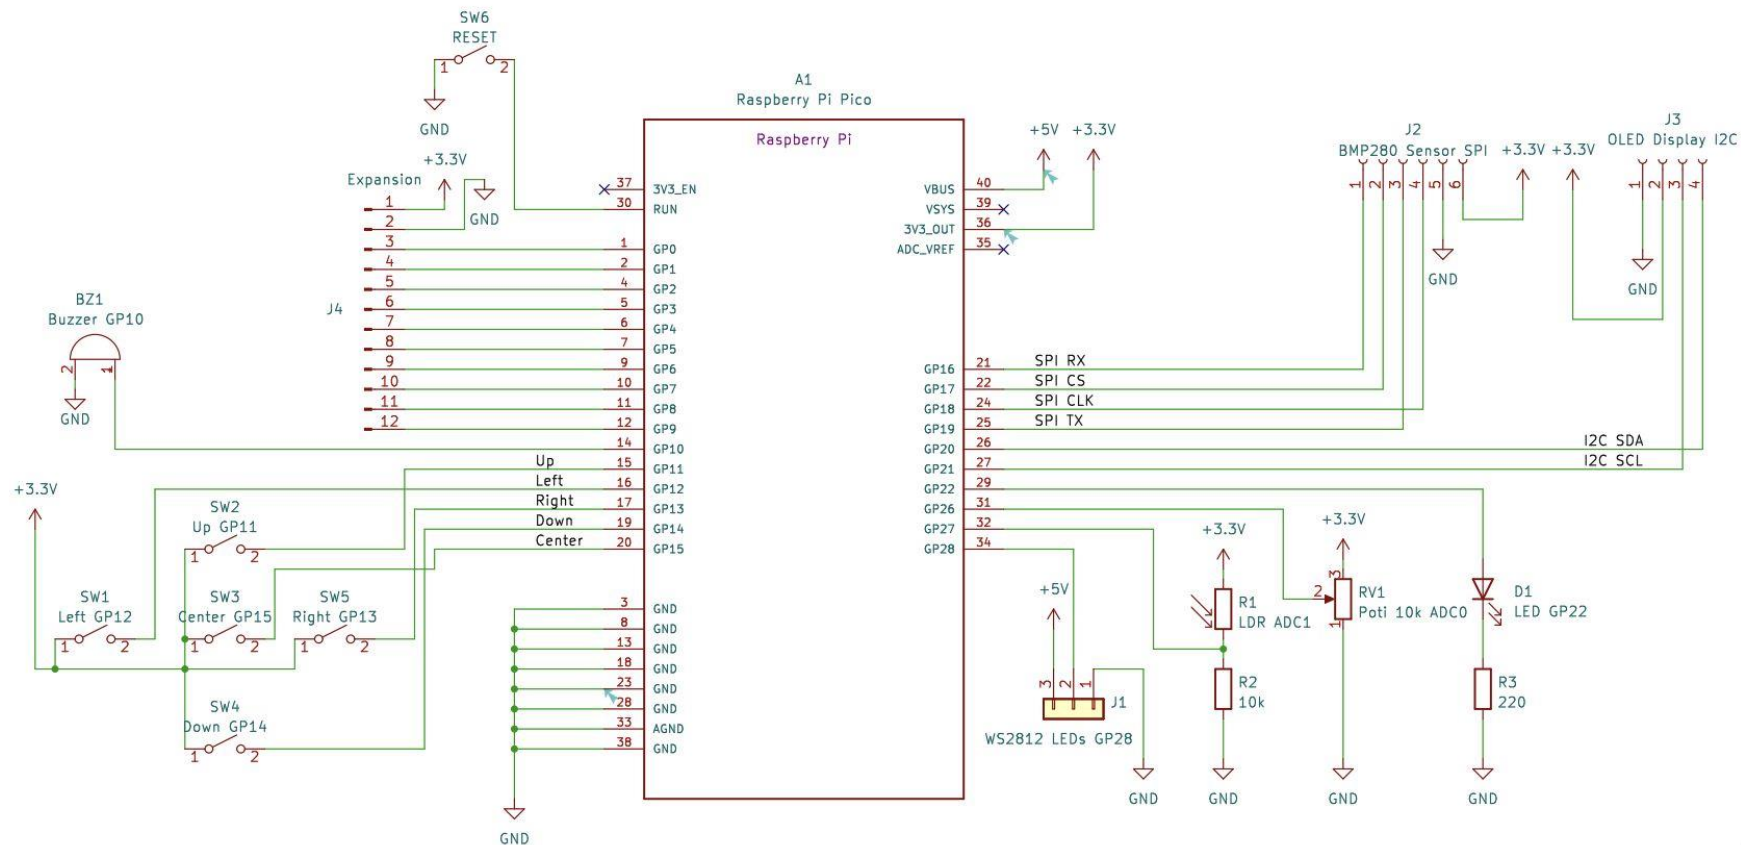 SW6
RESET
1 2
GND
A1
Raspberry Pi Pico
Raspberry Pi
+3.3V
Expansion
GND
J4
1
2
3
4
5
6
7
8
9
10
11
12
37 3V3_EN
30 RUN
1 GP0
2 GP1
4 GP2
5 GP3
6 GP4
7 GP5
9 GP6
10 GP7
11 GP8
12 GP9
14 GP10
Up 15 GP11
Left 16 GP12
Right 17 GP13
Down 19 GP14
Center 20 GP15
3 GND
8 GND
13 GND
18 GND
23 GND
28 GND
33 AGND
38 GND
GND
BZ1
Buzzer GP10
2 1
GND
+3.3V
SW2
Up GP11
1 2
SW1
Left GP12
1 2
SW3
Center GP15
1 2
SW5
Right GP13
1 2
SW4
Down GP14
1 2
VBUS 40
VSYS 39
3V3_OUT 36
ADC_VREF 35
+5V +3.3V
GP16 21 SPI RX
GP17 22 SPI CS
GP18 24 SPI CLK
GP19 25 SPI TX
GP20 26 I2C SDA
GP21 27 I2C SCL
GP22 29
GP26 31
GP27 32
GP28 34
J2
BMP280 Sensor SPI
1 2 3 4 5 6
+3.3V
GND
J3
OLED Display I2C
1 2 3 4
+3.3V
GND
+5V
3 2 1
J1
WS2812 LEDs GP28
GND
+3.3V
R1
LDR ADC1
R2
10k
GND
+3.3V
3
2
1
RV1
Poti 10k ADC0
GND
D1
LED GP22
R3
220
GND